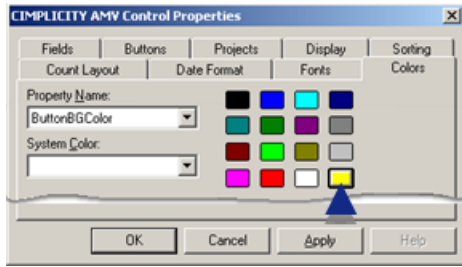 CIMPLICITY AMV Control Properties
Fields Buttons Projects Display Sorting
Count Layout Date Format Fonts Colors
Property Name:
ButtonBGColor
System Color:
OK Cancel Apply Help